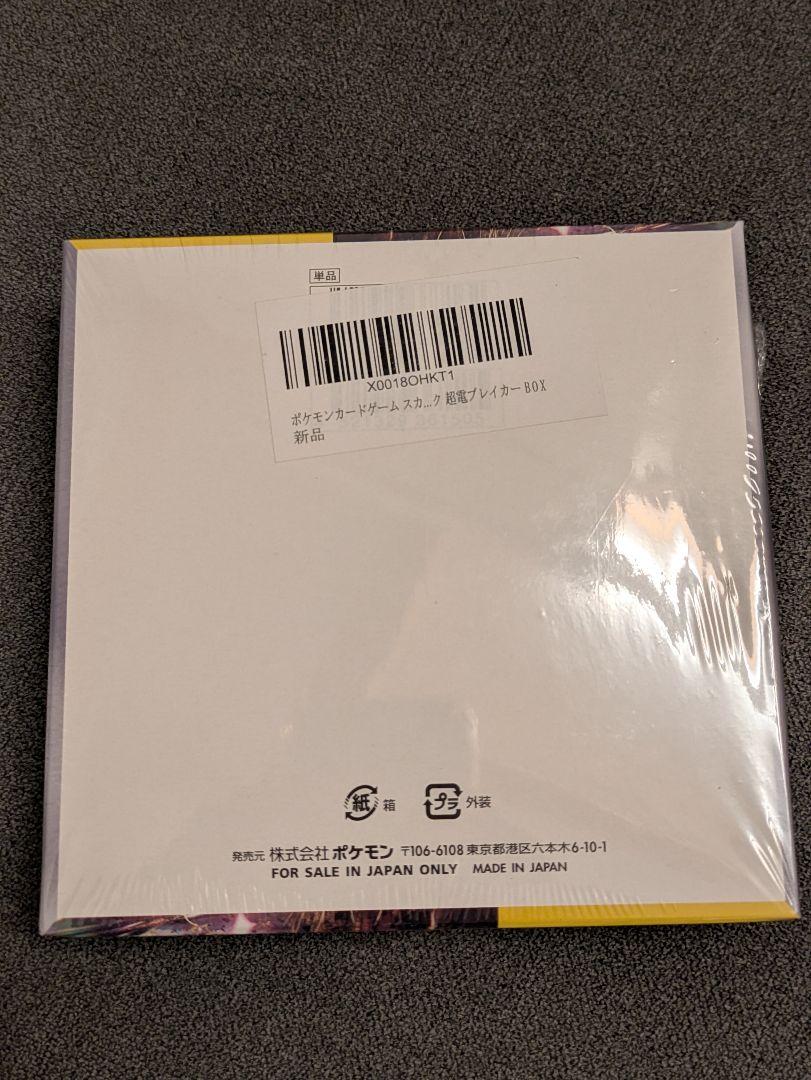 単品
X0018OHKT1
ポケモンカードゲーム スカ...ク 超電ブレイカー BOX
新品
紙 箱 プラ 外装
発売元 株式会社 ポケモン 〒106-6108 東京都港区六本木6-10-1
FOR SALE IN JAPAN ONLY MADE IN JAPAN